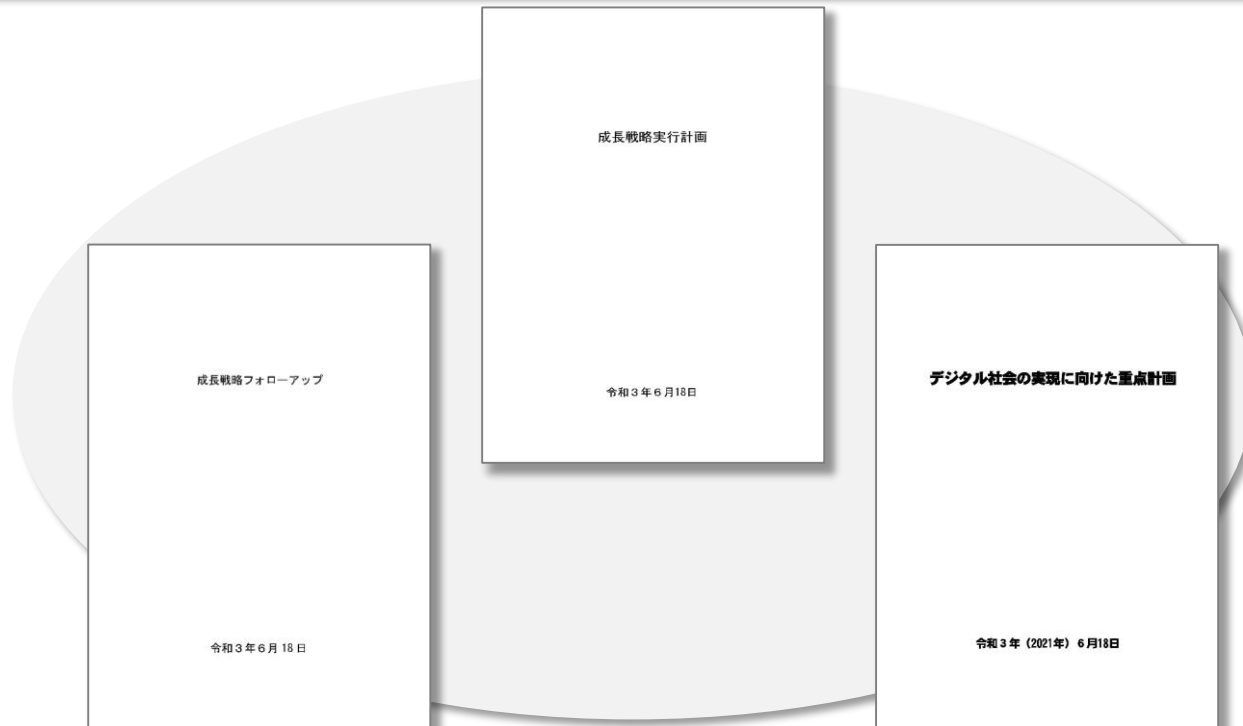 成長戦略実行計画
令和３年６月18日
成長戦略フォローアップ
令和３年６月 18 日
デジタル社会の実現に向けた重点計画
令和３年（2021年）６月18日